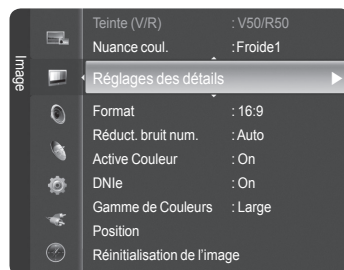 Image
Teinte (V/R) : V50/R50
Nuance coul. :Froide1
Réglages des détails
Format : 16:9
Réduct. bruit num. : Auto
Active Couleur : On
DNIe : On
Gamme de Couleurs : Large
Position
Réinitialisation de l'image